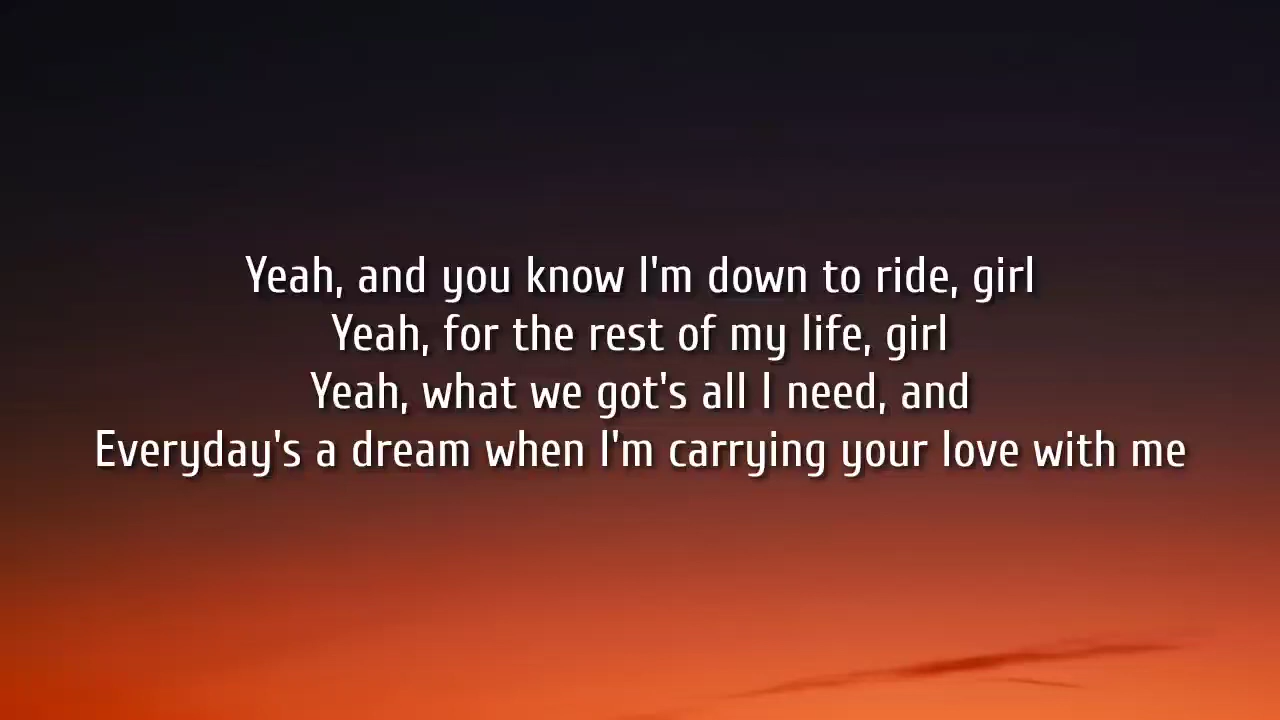 Yeah, and you know I'm down to ride, girl
Yeah, for the rest of my life, girl
Yeah, what we got's all I need, and
Everyday's a dream when I'm carrying your love with me